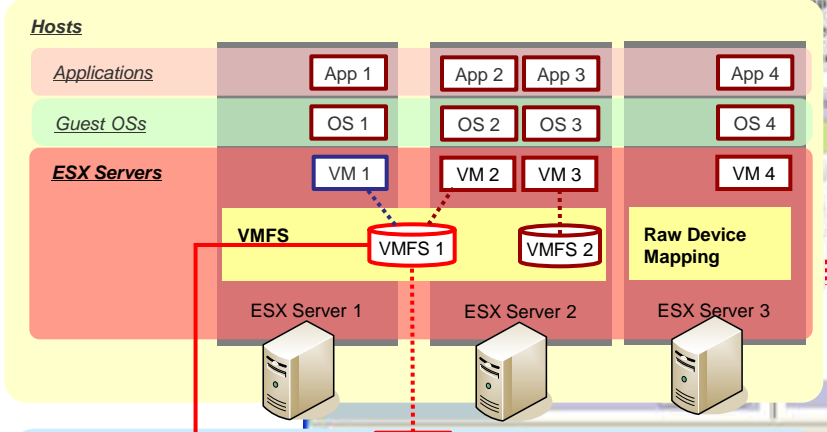 Hosts
Applications App 1 App 2 App 3 App 4
Guest OSs OS 1 OS 2 OS 3 OS 4
ESX Servers VM 1 VM 2 VM 3 VM 4
VMFS VMFS 1 VMFS 2 Raw Device
Mapping
ESX Server 1 ESX Server 2 ESX Server 3